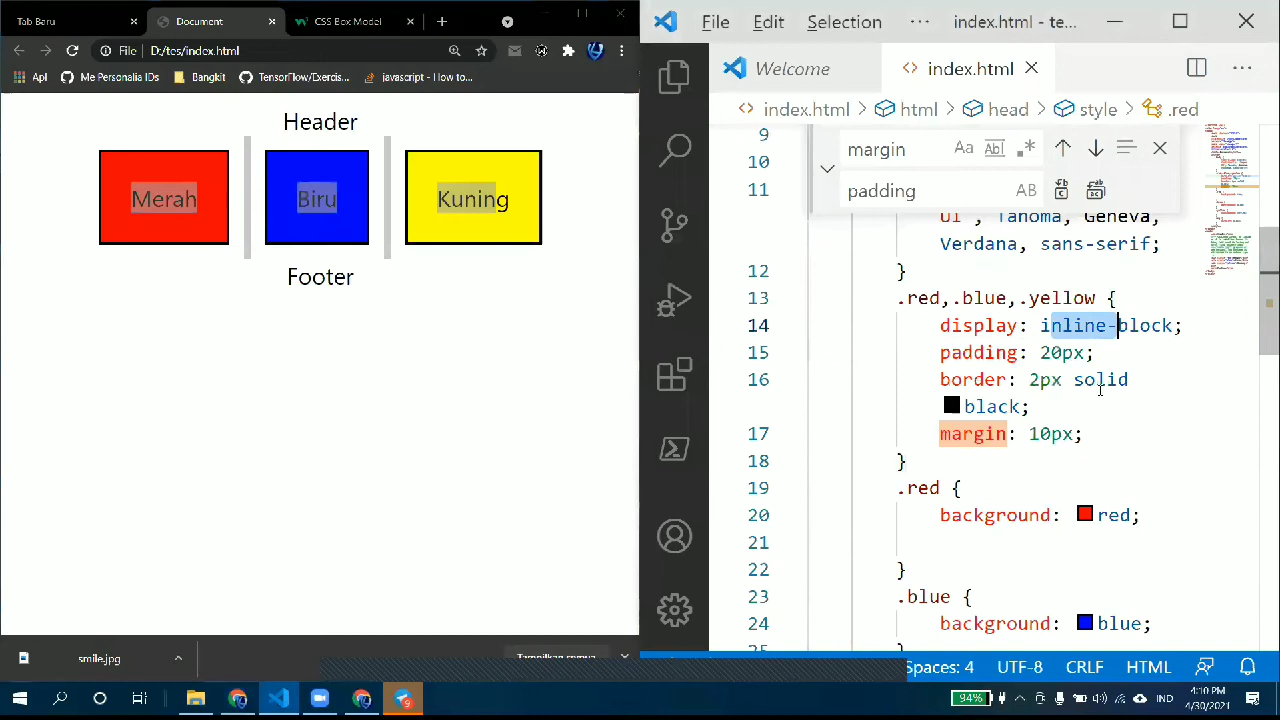 Tab Baru
Document
CSS Box Model
File D:/tes/index.html
ApI
Me Personalia IDs
Bangkit
TensorFlow/Exercis...
javascript - How to...
Header
Merah
Biru
Kuning
Footer
smile.jpg
Tampilkan semua
File Edit Selection ··· index.html - te...
Welcome
index.html
index.html > html > head > style > .red
margin
padding
9
10
11
UI', Tahoma, Geneva,
Verdana, sans-serif;
12 }
13 .red,.blue,.yellow {
14 display: inline-block;
15 padding: 20px;
16 border: 2px solid
black;
17 margin: 10px;
18 }
19 .red {
20 background: red;
21
22 }
23 .blue {
24 background: blue;
25 }
Spaces: 4 UTF-8 CRLF HTML
94%
IND
4:10 PM
4/30/2021
9